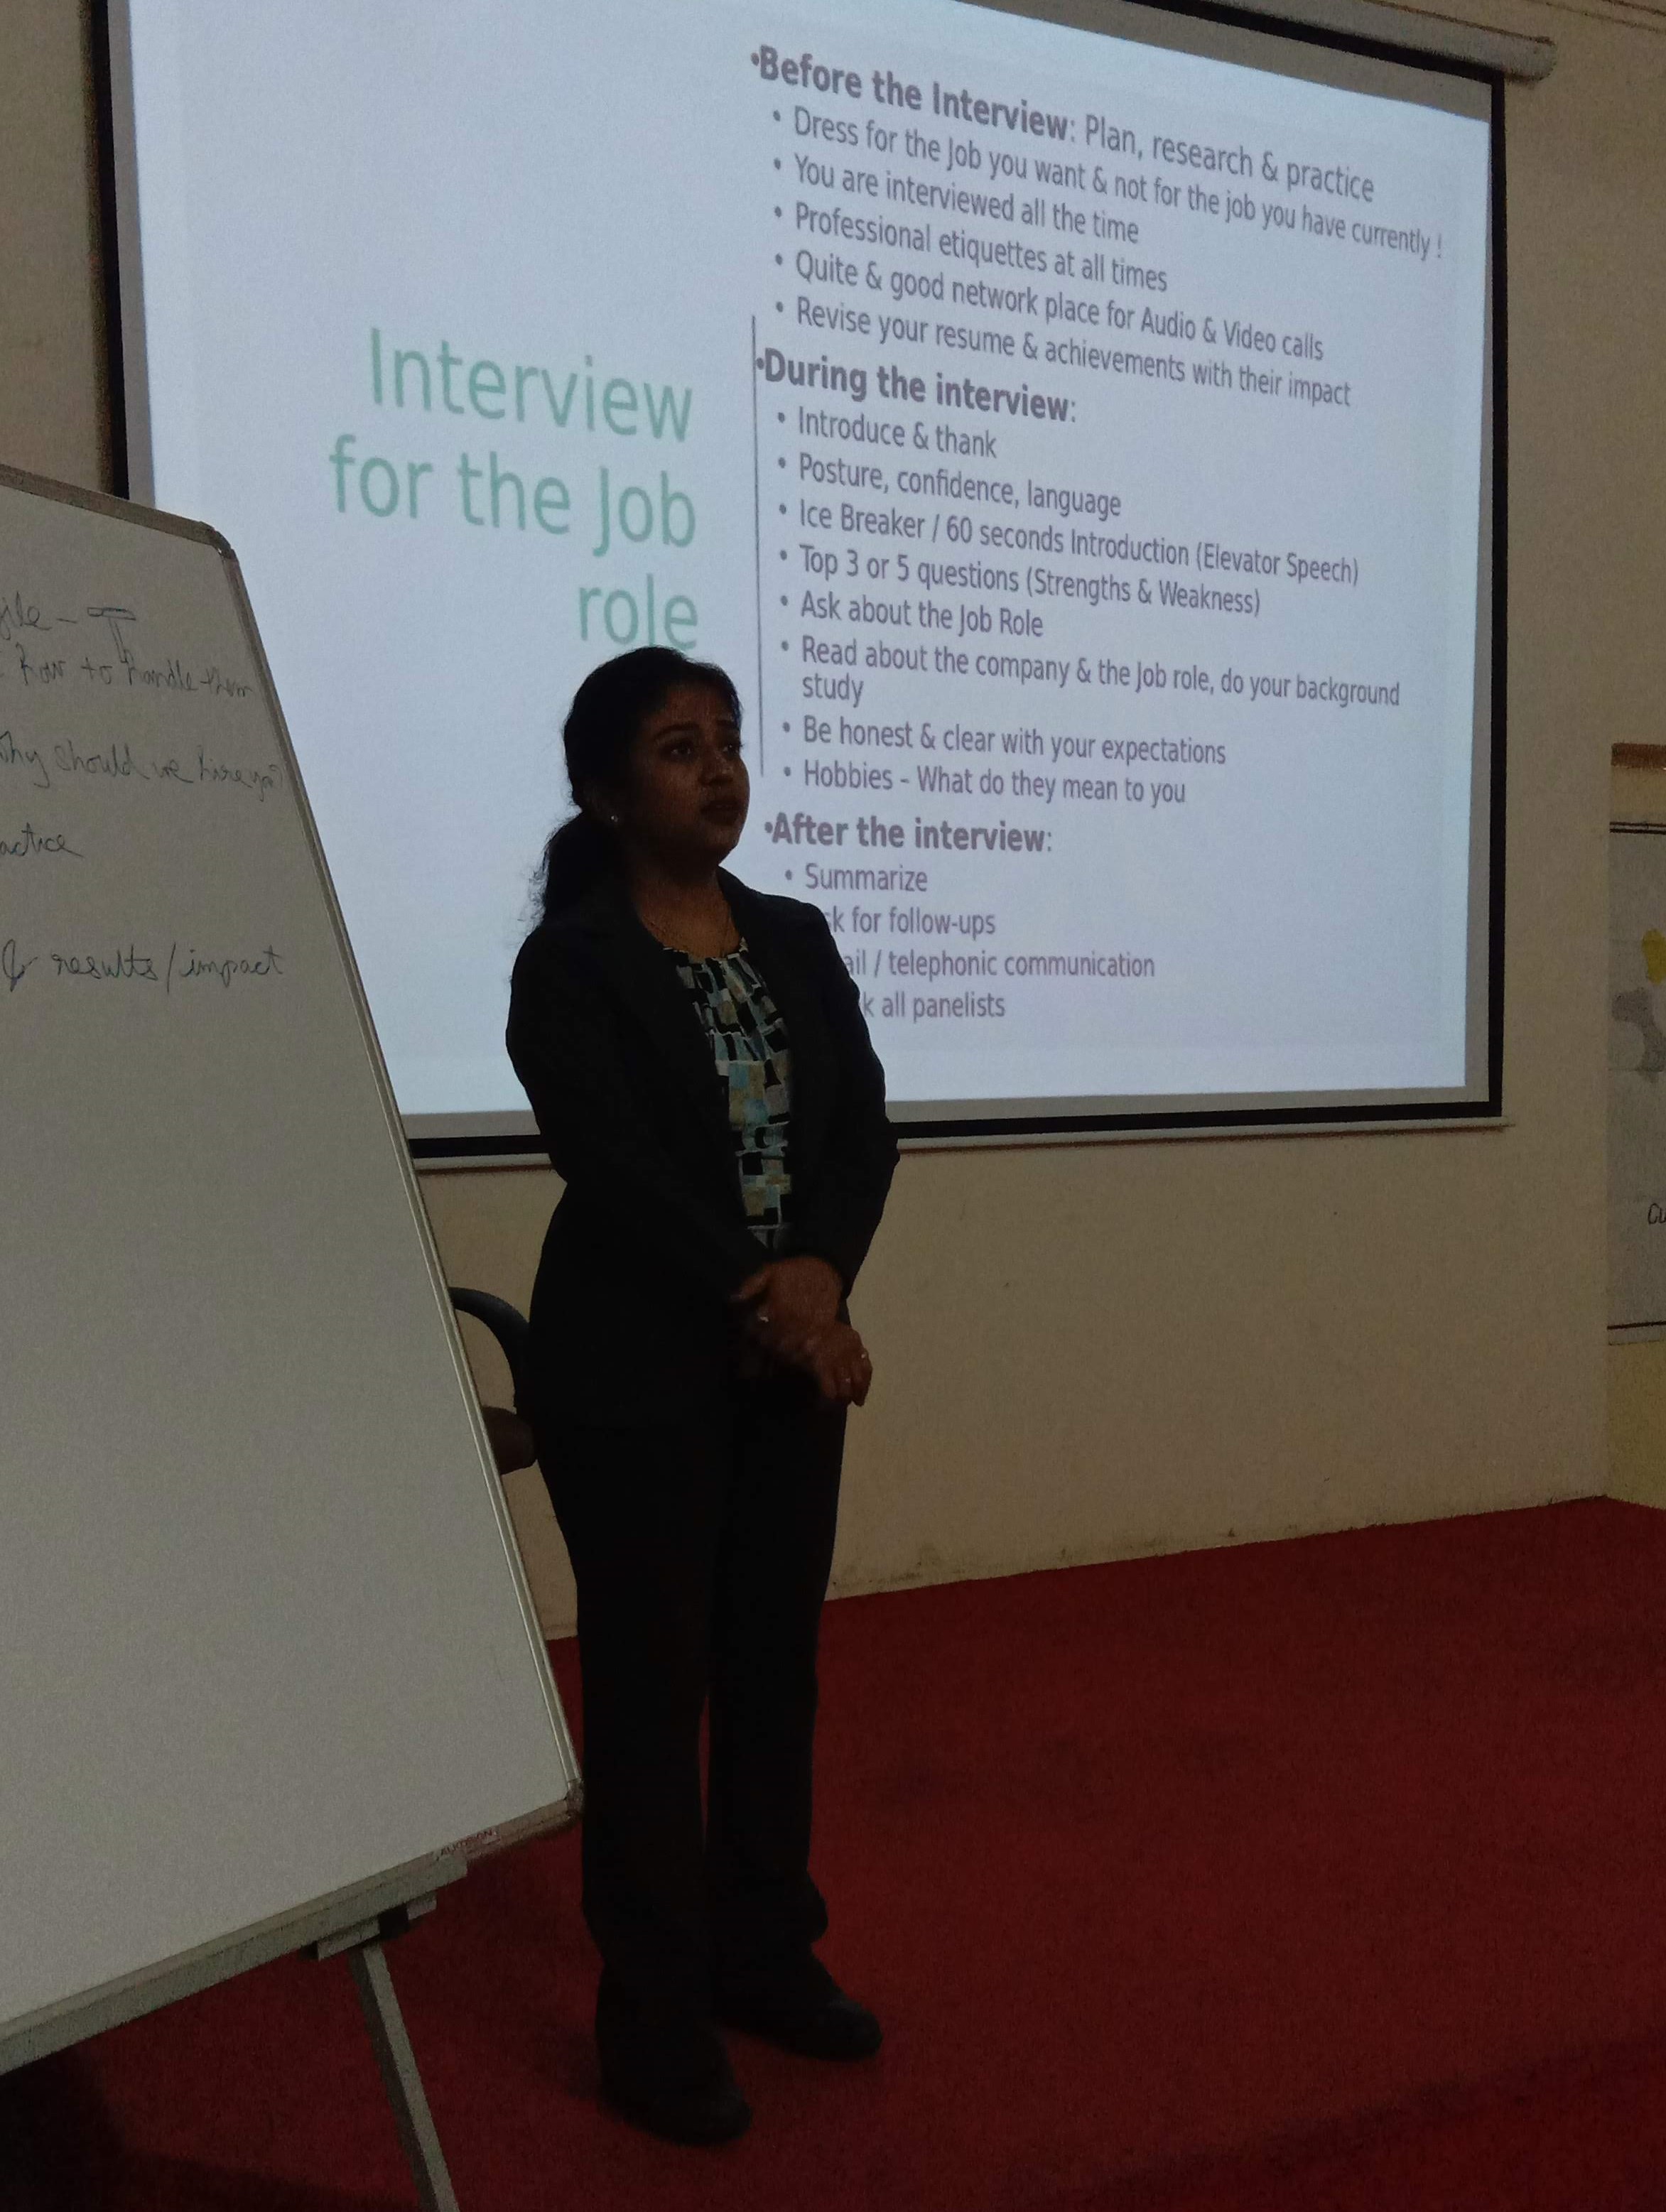 Interview
for the Job
role
•Before the Interview: Plan, research & practice
• Dress for the Job you want & not for the job you have currently !
• You are interviewed all the time
• Professional etiquettes at all times
• Quite & good network place for Audio & Video calls
• Revise your resume & achievements with their impact
•During the interview:
• Introduce & thank
• Posture, confidence, language
• Ice Breaker / 60 seconds Introduction (Elevator Speech)
• Top 3 or 5 questions (Strengths & Weakness)
• Ask about the Job Role
• Read about the company & the Job role, do your background
study
• Be honest & clear with your expectations
• Hobbies – What do they mean to you
•After the interview:
• Summarize
k for follow-ups
ail / telephonic communication
k all panelists
how to handle them
should we hire you?
actice
& results/impact